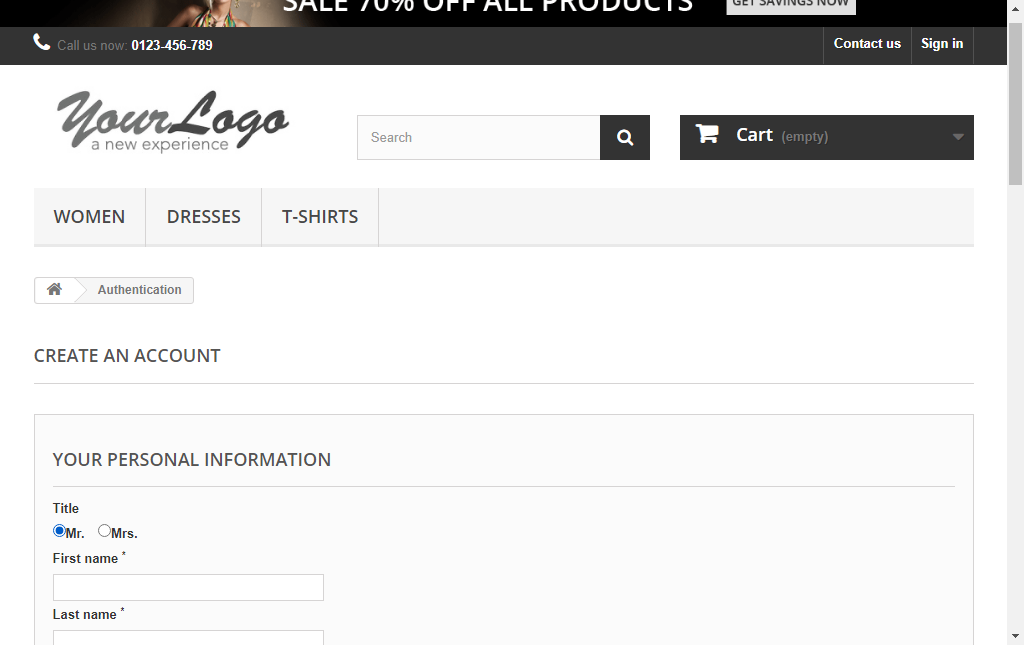 SALE 70% OFF ALL PRODUCTS
GET SAVINGS NOW
Call us now: 0123-456-789
Contact us
Sign in
YourLogo
a new experience
Search
Cart (empty)
WOMEN
DRESSES
T-SHIRTS
Authentication
CREATE AN ACCOUNT
YOUR PERSONAL INFORMATION
Title
Mr. Mrs.
First name *
Last name *